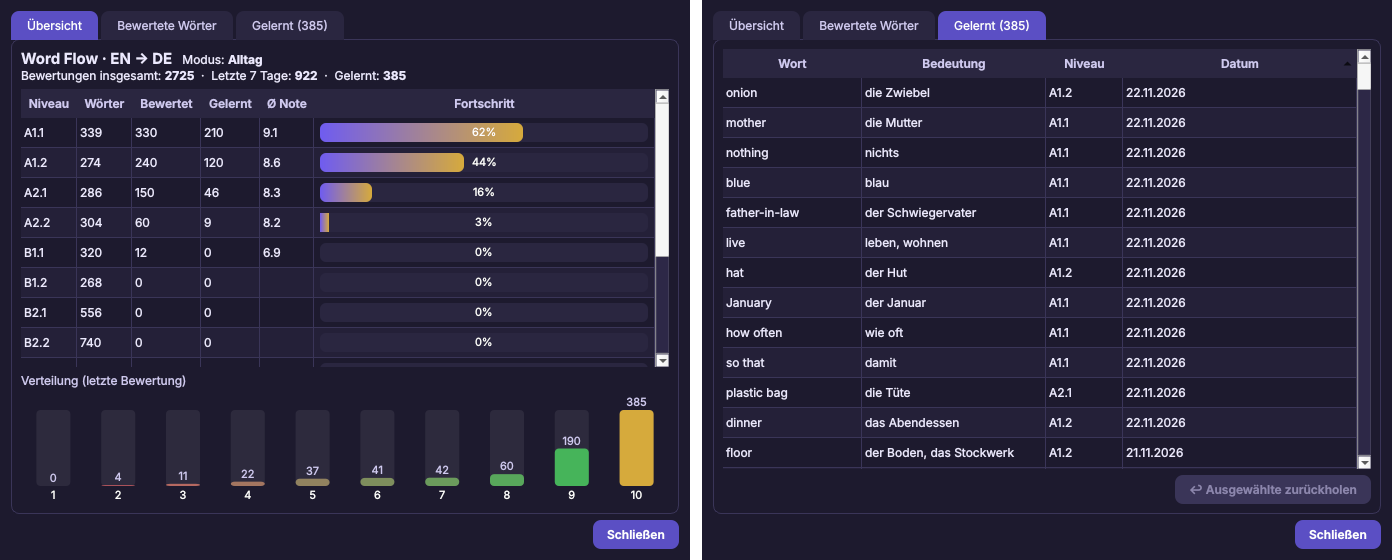 Übersicht Bewertete Wörter Gelernt (385)
Word Flow · EN → DE Modus: Alltag
Bewertungen insgesamt: 2725 · Letzte 7 Tage: 922 · Gelernt: 385
Niveau Wörter Bewertet Gelernt Ø Note Fortschritt
A1.1 339 330 210 9.1 62%
A1.2 274 240 120 8.6 44%
A2.1 286 150 46 8.3 16%
A2.2 304 60 9 8.2 3%
B1.1 320 12 0 6.9 0%
B1.2 268 0 0 0%
B2.1 556 0 0 0%
B2.2 740 0 0 0%
Verteilung (letzte Bewertung)
0 4 11 22 37 41 42 60 190 385
1 2 3 4 5 6 7 8 9 10
Schließen
Übersicht Bewertete Wörter Gelernt (385)
Wort Bedeutung Niveau Datum
onion die Zwiebel A1.2 22.11.2026
mother die Mutter A1.1 22.11.2026
nothing nichts A1.1 22.11.2026
blue blau A1.1 22.11.2026
father-in-law der Schwiegervater A1.1 22.11.2026
live leben, wohnen A1.1 22.11.2026
hat der Hut A1.2 22.11.2026
January der Januar A1.1 22.11.2026
how often wie oft A1.1 22.11.2026
so that damit A1.1 22.11.2026
plastic bag die Tüte A2.1 22.11.2026
dinner das Abendessen A1.2 22.11.2026
floor der Boden, das Stockwerk A1.2 21.11.2026
↩ Ausgewählte zurückholen
Schließen